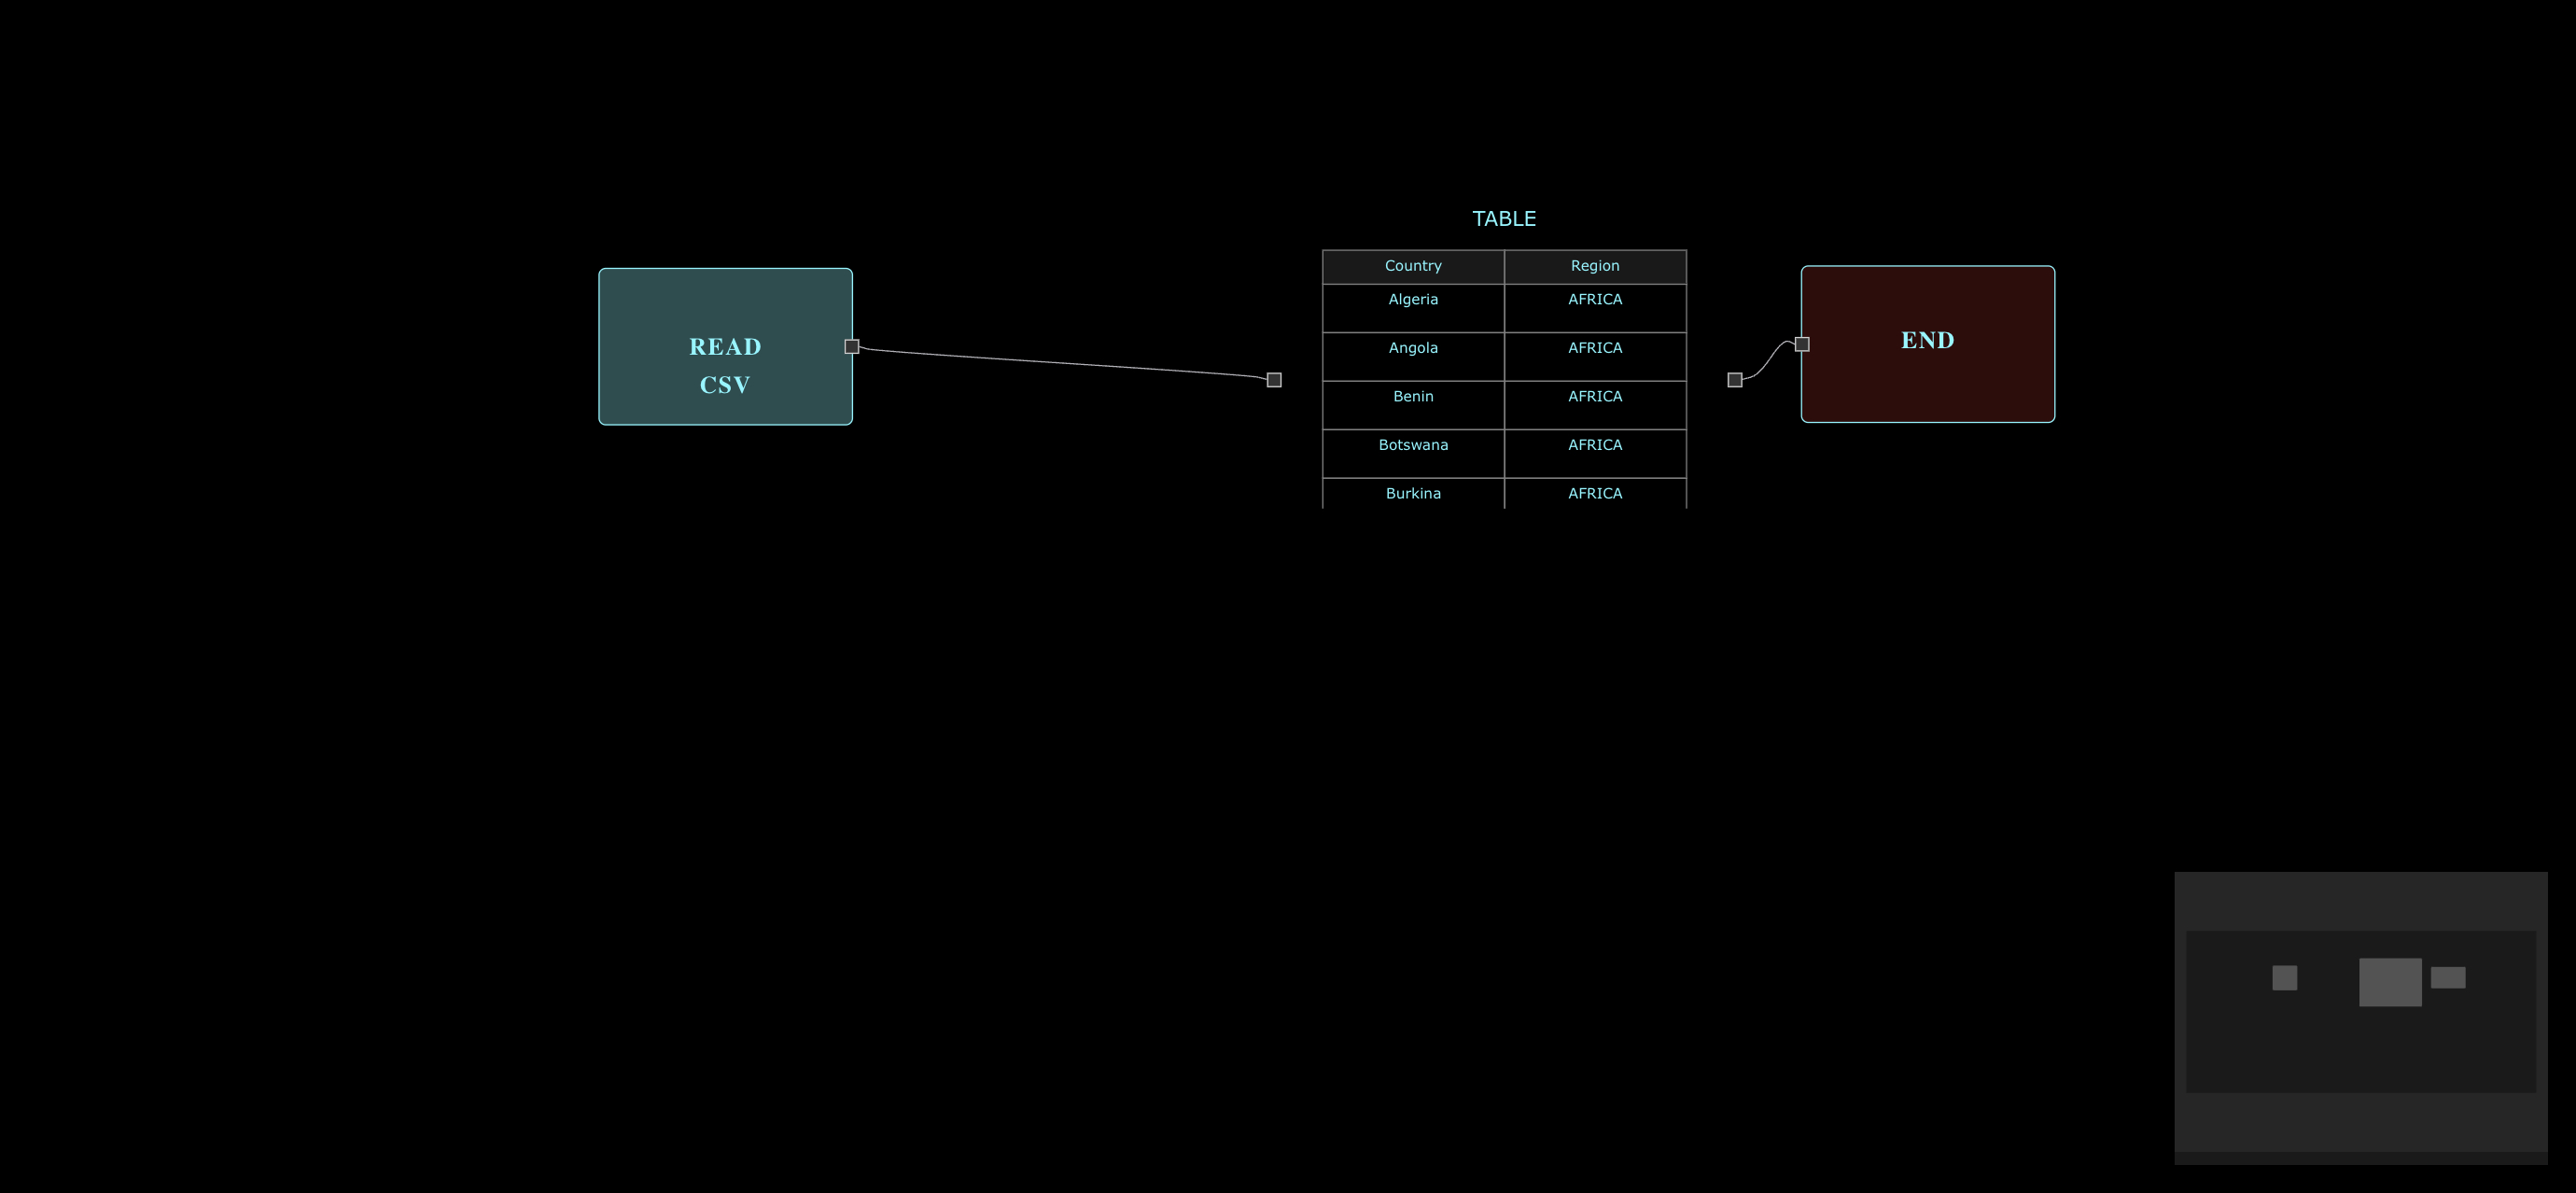 READ
CSV
TABLE
Country Region
Algeria AFRICA
Angola AFRICA
Benin AFRICA
Botswana AFRICA
Burkina AFRICA
END